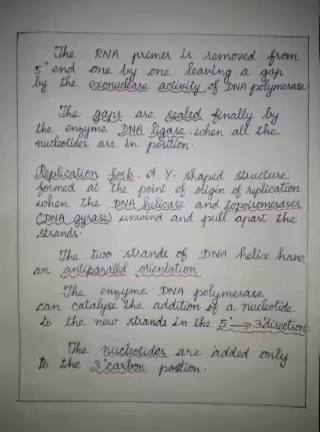 The RNA primer is removed from
5" end one by one leaving a gap
by the exonuclease activity of DNA polymerase.
The gaps are sealed finally by
the enzyme DNA ligase, when all the
nucleotides are in position.
Replication fork. A Y-shaped structure
formed at the point of origin of replication
when the DNA helicase and topoisomerases
(DNA gyrase) unwind and pull apart the
strands.
The two strands of DNA helix have
an antiparallel orientation
The enzyme DNA polymerase
can catalyse the addition of a nucleotide
to the new strands in the 5' → 3' direction.
The nucleotides are added only
to the 3' carbon postion.